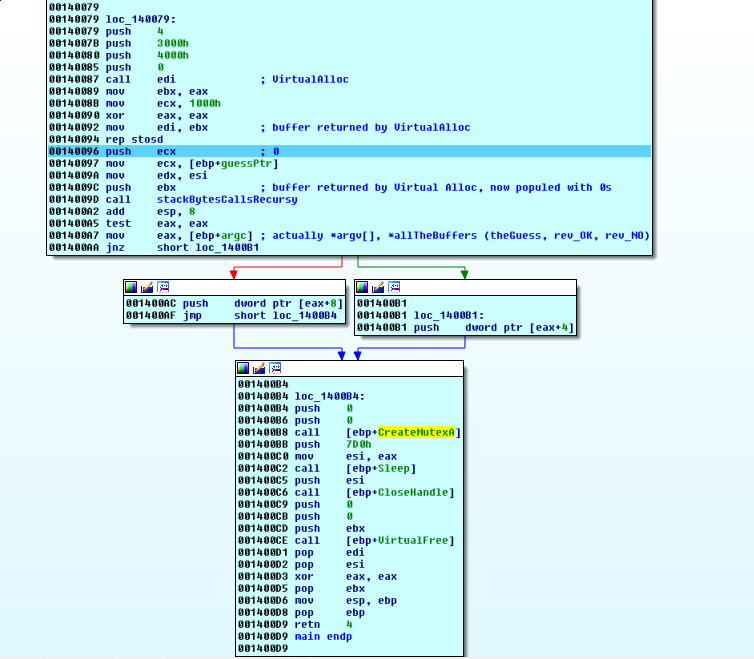 00140079
00140079 loc_140079:
00140079 push 4
0014007B push 3000h
00140080 push 4000h
00140085 push 0
00140087 call edi ; VirtualAlloc
00140089 mov ebx, eax
0014008B mov ecx, 1000h
00140090 xor eax, eax
00140092 mov edi, ebx ; buffer returned by VirtualAlloc
00140094 rep stosd
00140096 push ecx ; 0
00140097 mov ecx, [ebp+guessPtr]
0014009A mov edx, esi
0014009C push ebx ; buffer returned by Virtual Alloc, now populated with 0s
0014009D call stackBytesCallsRecursy
001400A2 add esp, 8
001400A5 test eax, eax
001400A7 mov eax, [ebp+argc] ; actually *argv[], *allTheBuffers (theGuess, rev_OK, rev_NO)
001400AA jnz short loc_1400B1
001400AC push dword ptr [eax+8]
001400AF jmp short loc_1400B4
001400B1
001400B1 loc_1400B1:
001400B1 push dword ptr [eax+4]
001400B4
001400B4 loc_1400B4:
001400B4 push 0
001400B6 push 0
001400B8 call [ebp+CreateMutexA]
001400BB push 7D0h
001400C0 mov esi, eax
001400C2 call [ebp+Sleep]
001400C5 push esi
001400C6 call [ebp+CloseHandle]
001400C9 push 0
001400CB push 0
001400CD push ebx
001400CE call [ebp+VirtualFree]
001400D1 pop edi
001400D2 pop esi
001400D3 xor eax, eax
001400D5 pop ebx
001400D6 mov esp, ebp
001400D8 pop ebp
001400D9 retn 4
001400D9 main endp
001400D9